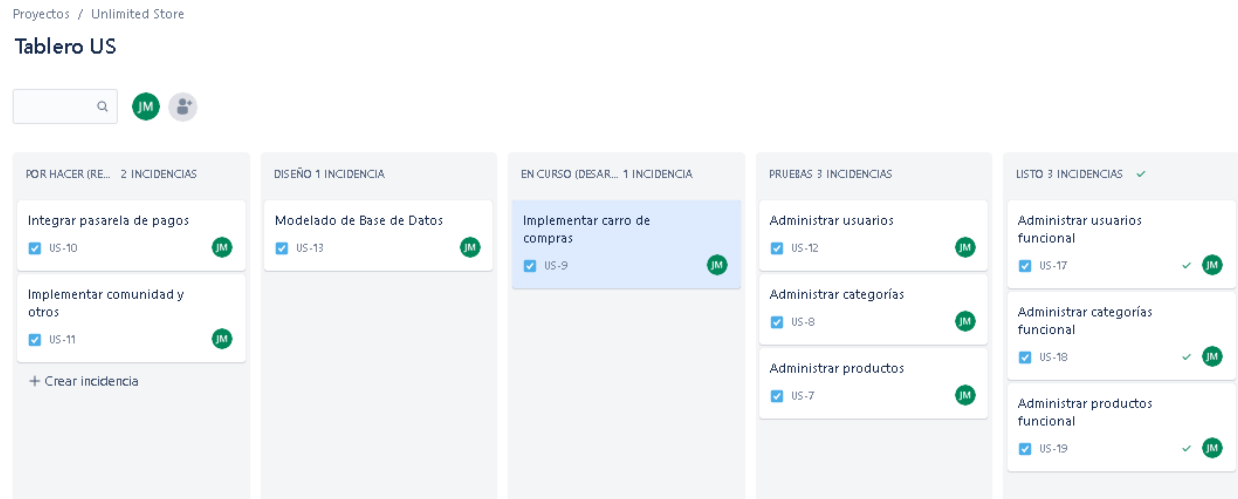 Proyectos / Unlimited Store
Tablero US
JM
POR HACER (RE... 2 INCIDENCIAS
Integrar pasarela de pagos
US-10 JM
Implementar comunidad y
otros
US-11 JM
+ Crear incidencia
DISEÑO 1 INCIDENCIA
Modelado de Base de Datos
US-13 JM
EN CURSO (DESAR... 1 INCIDENCIA
Implementar carro de
compras
US-9 JM
PRUEBAS 3 INCIDENCIAS
Administrar usuarios
US-12 JM
Administrar categorías
US-8 JM
Administrar productos
US-7 JM
LISTO 3 INCIDENCIAS
Administrar usuarios
funcional
US-17 JM
Administrar categorías
funcional
US-18 JM
Administrar productos
funcional
US-19 JM